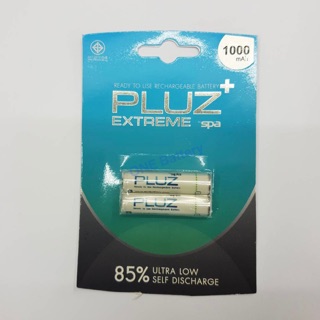 1000
mAh
READY TO USE RECHARGEABLE BATTERY
PLUZ+
EXTREME spa
PLUZ
PLUZ
85% ULTRA LOW
SELF DISCHARGE